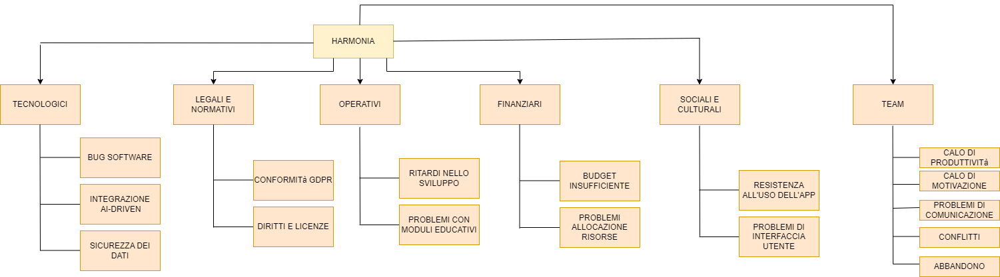 HARMONIA
TECNOLOGICI
LEGALI E
NORMATIVI
OPERATIVI
FINANZIARI
SOCIALI E
CULTURALI
TEAM
BUG SOFTWARE
INTEGRAZIONE
AI-DRIVEN
SICUREZZA DEI
DATI
CONFORMITà GDPR
DIRITTI E LICENZE
RITARDI NELLO
SVILUPPO
PROBLEMI CON
MODULI EDUCATIVI
BUDGET
INSUFFICIENTE
PROBLEMI
ALLOCAZIONE
RISORSE
RESISTENZA
ALL'USO DELL'APP
PROBLEMI DI
INTERFACCIA
UTENTE
CALO DI
PRODUTTIVITà
CALO DI
MOTIVAZIONE
PROBLEMI DI
COMUNICAZIONE
CONFLITTI
ABBANDONO